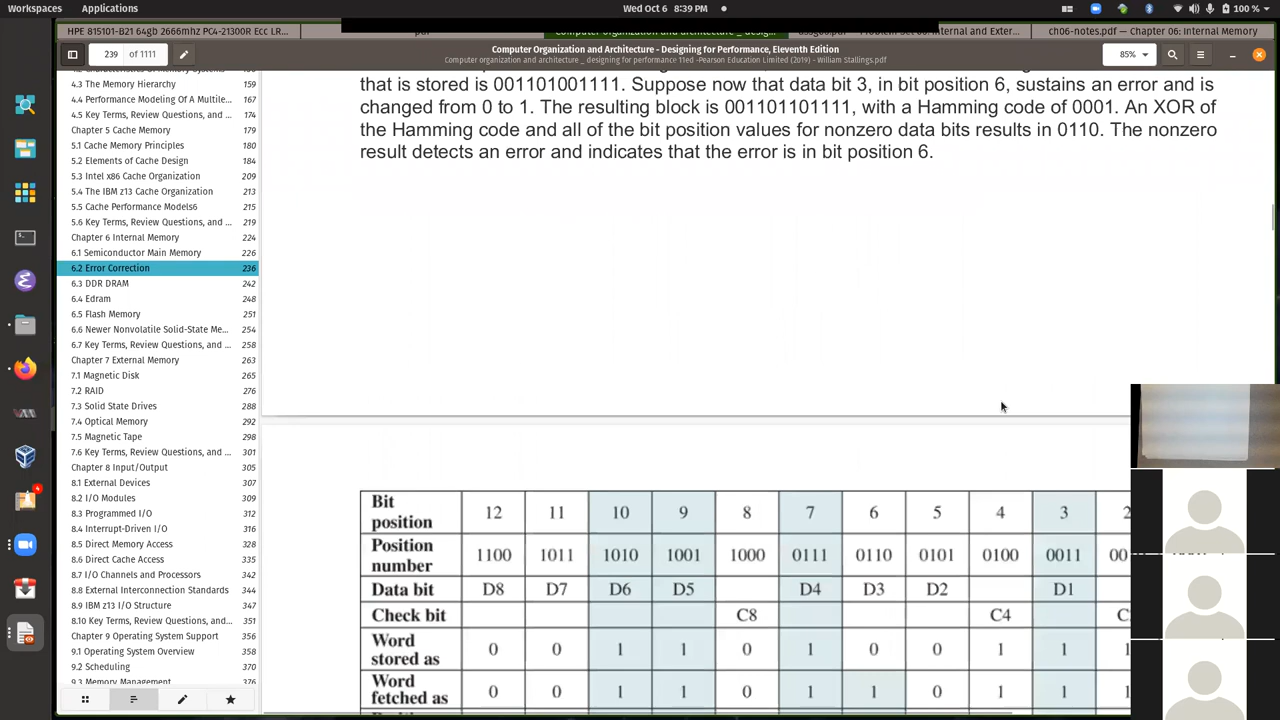 Workspaces Applications Wed Oct 6 8:39 PM 100 %
HPE 815101-B21 64gb 2666mhz PC4-21300R Ecc LR... ch06-notes.pdf — Chapter 06: Internal Memory
239 of 1111
Computer Organization and Architecture - Designing for Performance, Eleventh Edition
Computer organization and architecture _ designing for performance 11ed -Pearson Education Limited (2019) - William Stallings.pdf
85%
4.3 The Memory Hierarchy 159
4.4 Performance Modeling Of A Multile... 167
4.5 Key Terms, Review Questions, and ... 174
Chapter 5 Cache Memory 179
5.1 Cache Memory Principles 180
5.2 Elements of Cache Design 184
5.3 Intel x86 Cache Organization 209
5.4 The IBM z13 Cache Organization 213
5.5 Cache Performance Models6 215
5.6 Key Terms, Review Questions, and ... 219
Chapter 6 Internal Memory 224
6.1 Semiconductor Main Memory 226
6.2 Error Correction 236
6.3 DDR DRAM 242
6.4 Edram 248
6.5 Flash Memory 251
6.6 Newer Nonvolatile Solid-State Me... 254
6.7 Key Terms, Review Questions, and ... 258
Chapter 7 External Memory 263
7.1 Magnetic Disk 265
7.2 RAID 276
7.3 Solid State Drives 288
7.4 Optical Memory 292
7.5 Magnetic Tape 298
7.6 Key Terms, Review Questions, and ... 301
Chapter 8 Input/Output 305
8.1 External Devices 307
8.2 I/O Modules 309
8.3 Programmed I/O 312
8.4 Interrupt-Driven I/O 316
8.5 Direct Memory Access 328
8.6 Direct Cache Access 335
8.7 I/O Channels and Processors 342
8.8 External Interconnection Standards 344
8.9 IBM z13 I/O Structure 347
8.10 Key Terms, Review Questions, and ... 351
Chapter 9 Operating System Support 356
9.1 Operating System Overview 358
9.2 Scheduling 370
9.3 Memory Management 376
that is stored is 001101001111. Suppose now that data bit 3, in bit position 6, sustains an error and is
changed from 0 to 1. The resulting block is 001101101111, with a Hamming code of 0001. An XOR of
the Hamming code and all of the bit position values for nonzero data bits results in 0110. The nonzero
result detects an error and indicates that the error is in bit position 6.
Bit position 12 11 10 9 8 7 6 5 4 3 2
Position number 1100 1011 1010 1001 1000 0111 0110 0101 0100 0011 00
Data bit D8 D7 D6 D5 D4 D3 D2 D1
Check bit C8 C4 C
Word stored as 0 0 1 1 0 1 0 0 1 1 1
Word fetched as 0 0 1 1 0 1 1 0 1 1 1